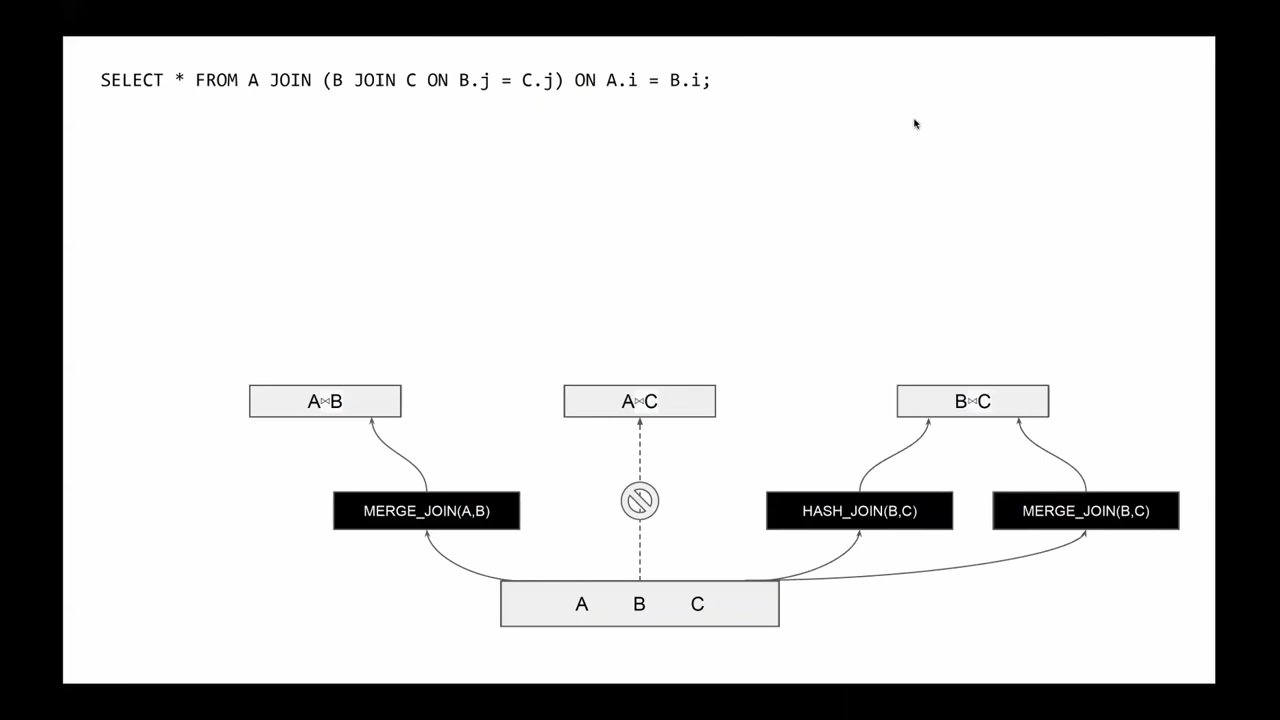 SELECT * FROM A JOIN (B JOIN C ON B.j = C.j) ON A.i = B.i;
A⋈B
A⋈C
B⋈C
MERGE_JOIN(A,B)
HASH_JOIN(B,C)
MERGE_JOIN(B,C)
A B C